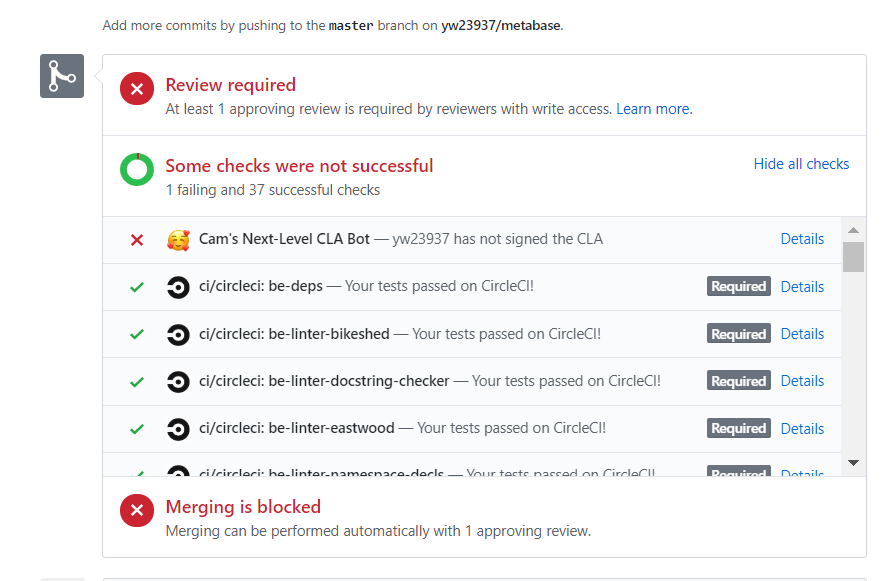 Add more commits by pushing to the master branch on yw23937/metabase.
Review required
At least 1 approving review is required by reviewers with write access. Learn more.
Some checks were not successful
Hide all checks
1 failing and 37 successful checks
Cam's Next-Level CLA Bot — yw23937 has not signed the CLA Details
ci/circleci: be-deps — Your tests passed on CircleCI! Required Details
ci/circleci: be-linter-bikeshed — Your tests passed on CircleCI! Required Details
ci/circleci: be-linter-docstring-checker — Your tests passed on CircleCI! Required Details
ci/circleci: be-linter-eastwood — Your tests passed on CircleCI! Required Details
ci/circleci: be-linter-namespace-decls — Your tests passed on CircleCI! Required Details
Merging is blocked
Merging can be performed automatically with 1 approving review.